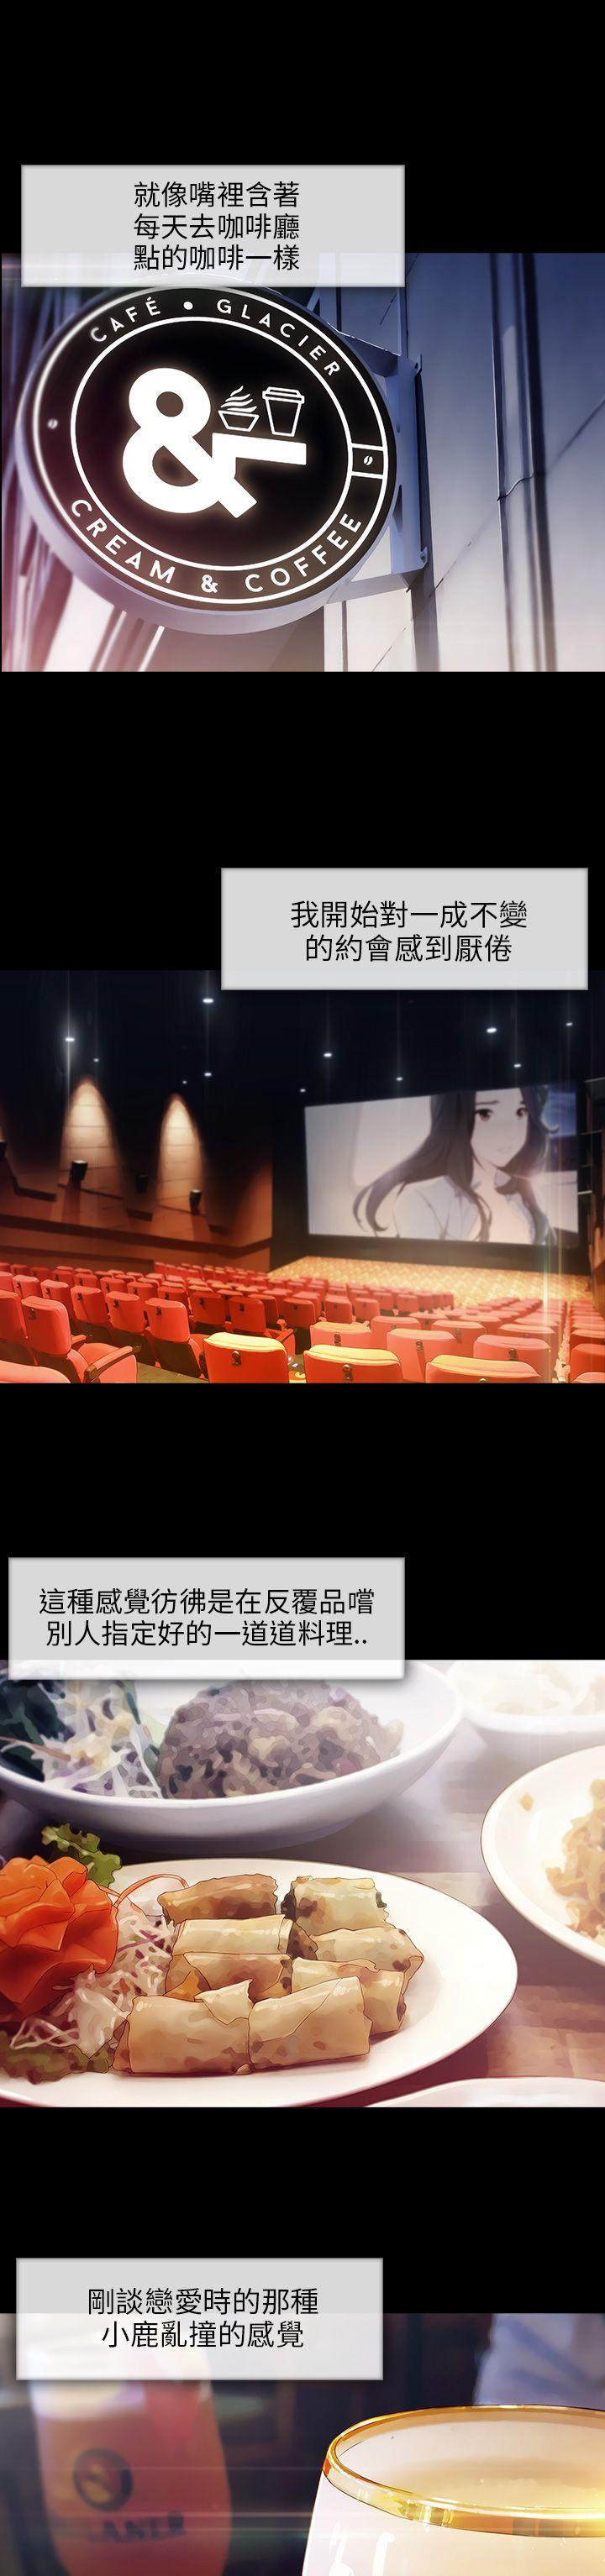 就像嘴裡含著
每天去咖啡廳
點的咖啡一樣
CAFÉ • GLACIER
&
CREAM & COFFEE
我開始對一成不變
的約會感到厭倦
這種感覺彷彿是在反覆品嚐
別人指定好的一道道料理..
剛談戀愛時的那種
小鹿亂撞的感覺